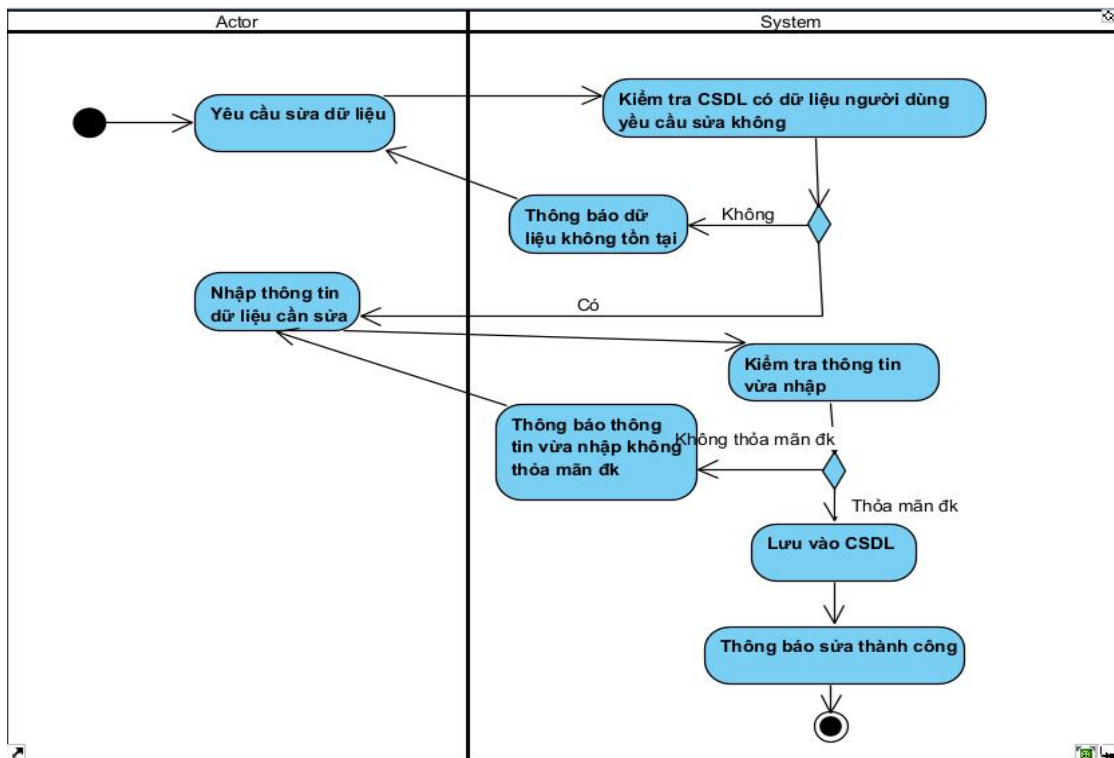 Actor
System
Yêu cầu sừa dữ liệu
Kiểm tra CSDL có dữ liệu người dùng
yều cầu sửa không
Không
Thông báo dữ
liệu không tồn tại
Nhập thông tin
dữ liệu cần sửa
Có
Kiểm tra thông tin
vừa nhập
Thông báo thông
tin vừa nhập không
thỏa mãn đk
Không thỏa mãn đk
Thỏa mãn đk
Lưu vào CSDL
Thông báo sửa thành công